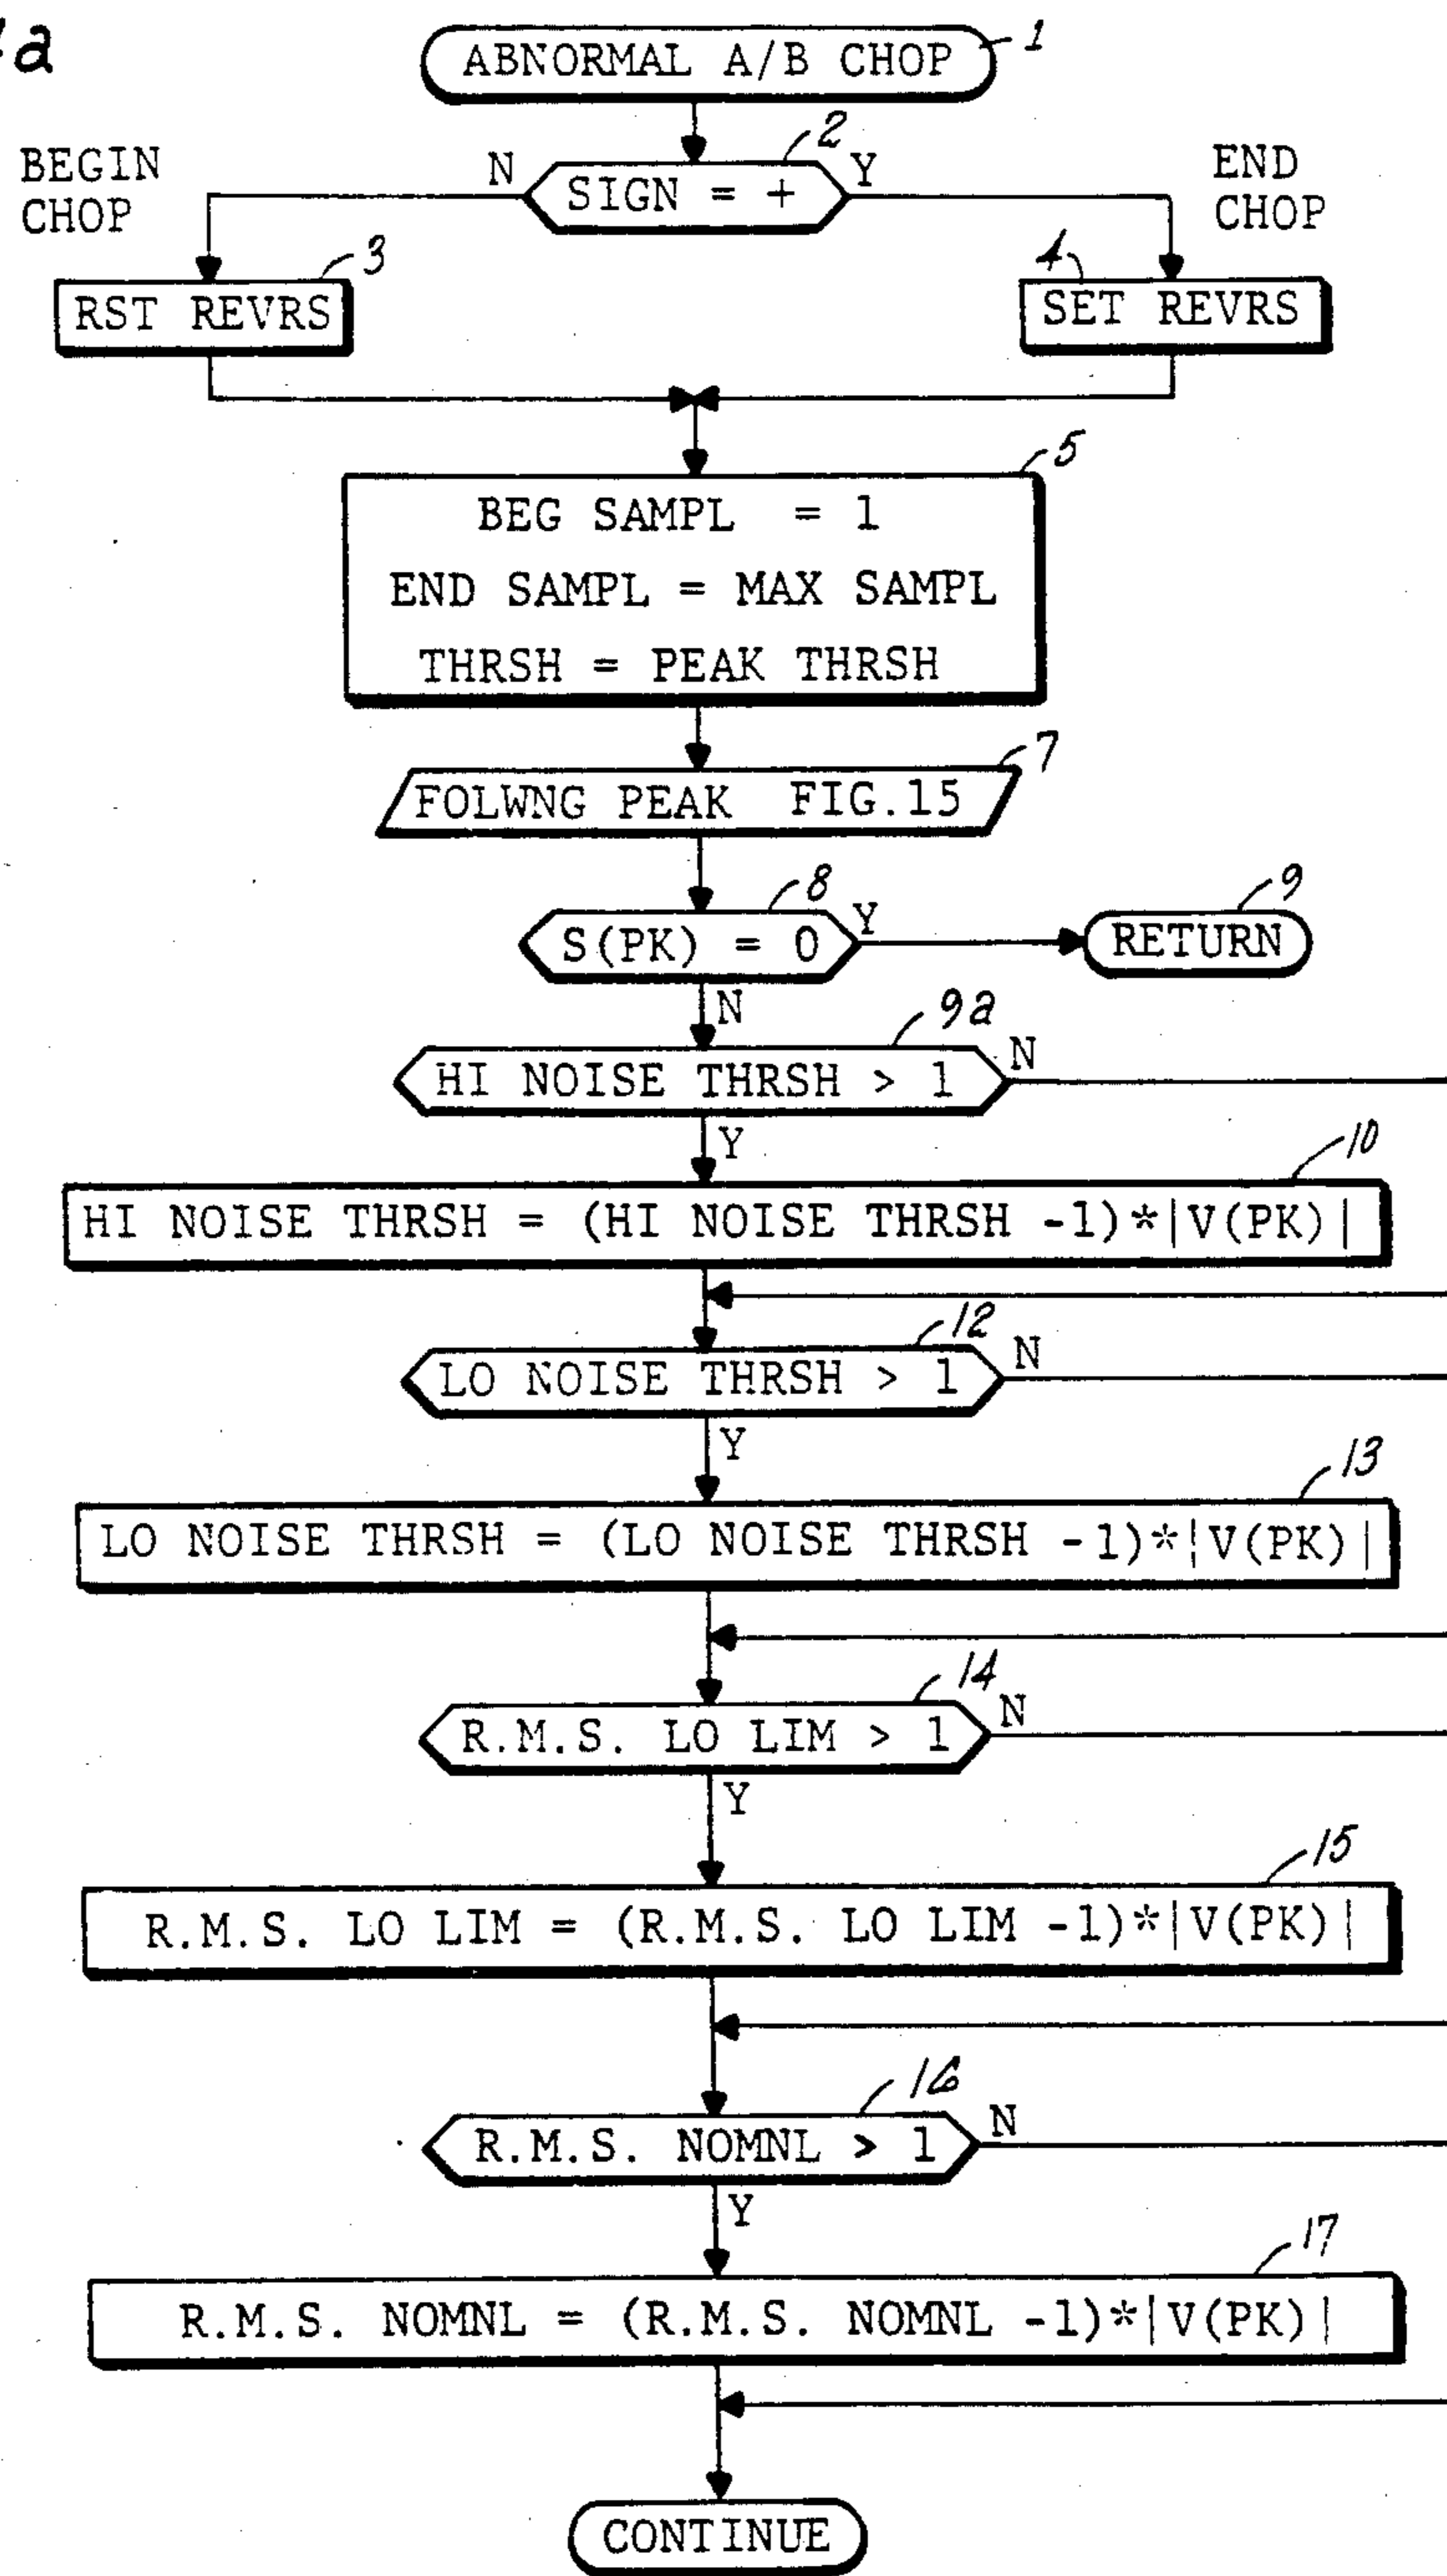 a
ABNORMAL A/B CHOP
1
BEGIN
CHOP
N
SIGN = +
2
Y
END
CHOP
RST REVRS
3
SET REVRS
4
5
BEG SAMPL = 1
END SAMPL = MAX SAMPL
THRSH = PEAK THRSH
7
FOLWNG PEAK FIG.15
8
S(PK) = 0
Y
9
RETURN
N
9a
HI NOISE THRSH > 1
N
Y
10
HI NOISE THRSH = (HI NOISE THRSH -1)*|V(PK)|
12
LO NOISE THRSH > 1
N
Y
13
LO NOISE THRSH = (LO NOISE THRSH -1)*|V(PK)|
14
R.M.S. LO LIM > 1
N
Y
15
R.M.S. LO LIM = (R.M.S. LO LIM -1)*|V(PK)|
16
R.M.S. NOMNL > 1
N
Y
17
R.M.S. NOMNL = (R.M.S. NOMNL -1)*|V(PK)|
CONTINUE